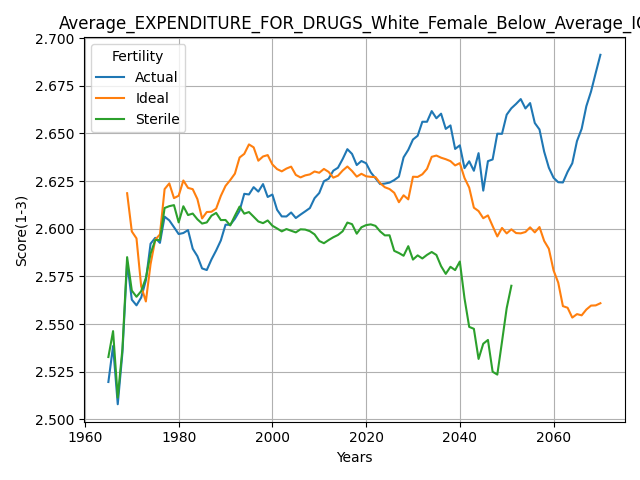 Average_EXPENDITURE_FOR_DRUGS_White_Female_Below_Average_IQ
2.700
2.675
2.650
2.625
2.600
2.575
2.550
2.525
2.500
Score(1-3)
Fertility
Actual
Ideal
Sterile
1960 1980 2000 2020 2040 2060
Years